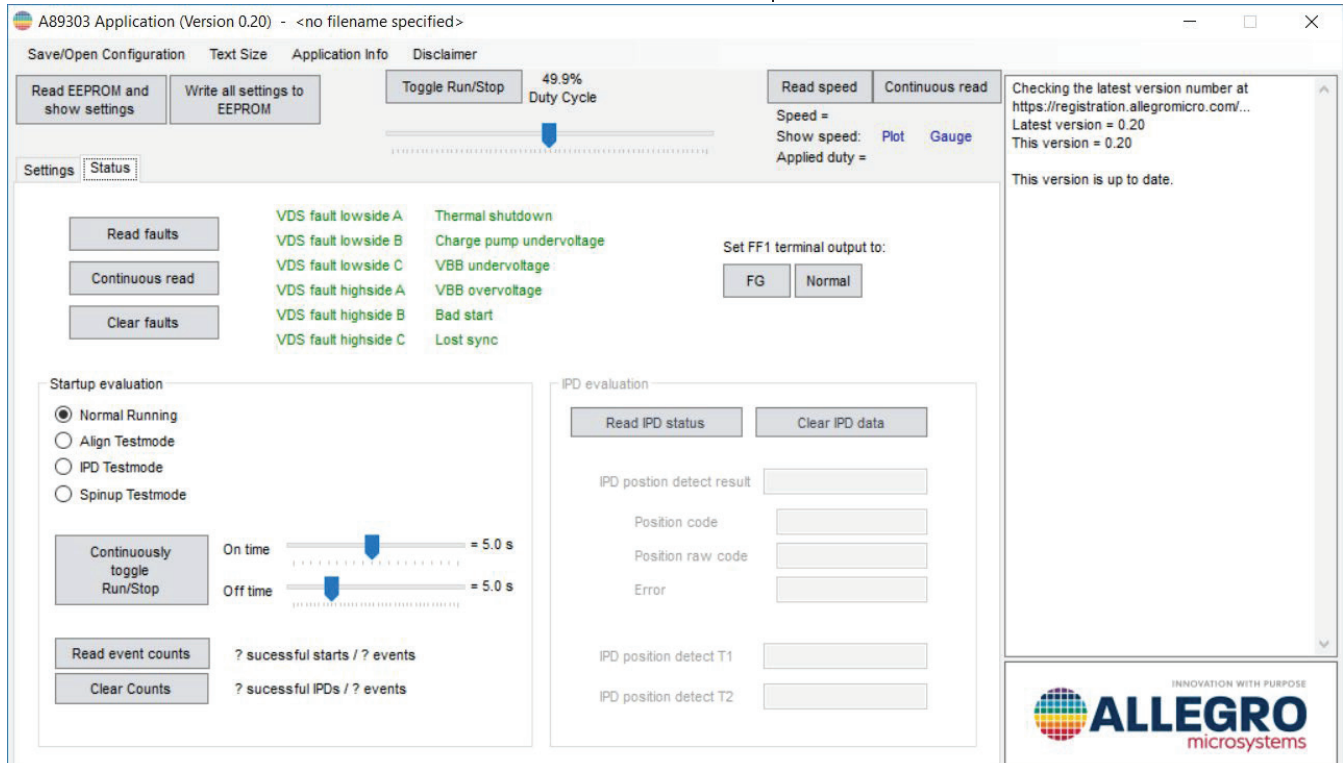 A89303 Application (Version 0.20) - <no filename specified>
Save/Open Configuration Text Size Application Info Disclaimer
Read EEPROM and
show settings
Write all settings to
EEPROM
Toggle Run/Stop
49.9%
Duty Cycle
Read speed
Continuous read
Speed =
Show speed: Plot Gauge
Applied duty =
Checking the latest version number at
https://registration.allegromicro.com/...
Latest version = 0.20
This version = 0.20
This version is up to date.
Settings Status
Read faults
Continuous read
Clear faults
VDS fault lowside A
VDS fault lowside B
VDS fault lowside C
VDS fault highside A
VDS fault highside B
VDS fault highside C
Thermal shutdown
Charge pump undervoltage
VBB undervoltage
VBB overvoltage
Bad start
Lost sync
Set FF1 terminal output to:
FG Normal
Startup evaluation
Normal Running
Align Testmode
IPD Testmode
Spinup Testmode
Continuously
toggle
Run/Stop
On time = 5.0 s
Off time = 5.0 s
Read event counts ? sucessful starts / ? events
Clear Counts ? sucessful IPDs / ? events
IPD evaluation
Read IPD status Clear IPD data
IPD postion detect result
Position code
Position raw code
Error
IPD position detect T1
IPD position detect T2
INNOVATION WITH PURPOSE
ALLEGRO
microsystems